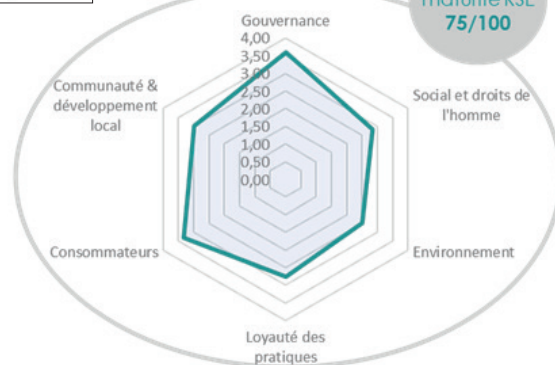 maturité RSE
75/100
Gouvernance
4,00
3,50
3,00
2,50
2,00
1,50
1,00
0,50
0,00
Communauté &
développement
local
Social et droits de
l'homme
Consommateurs
Environnement
Loyauté des
pratiques